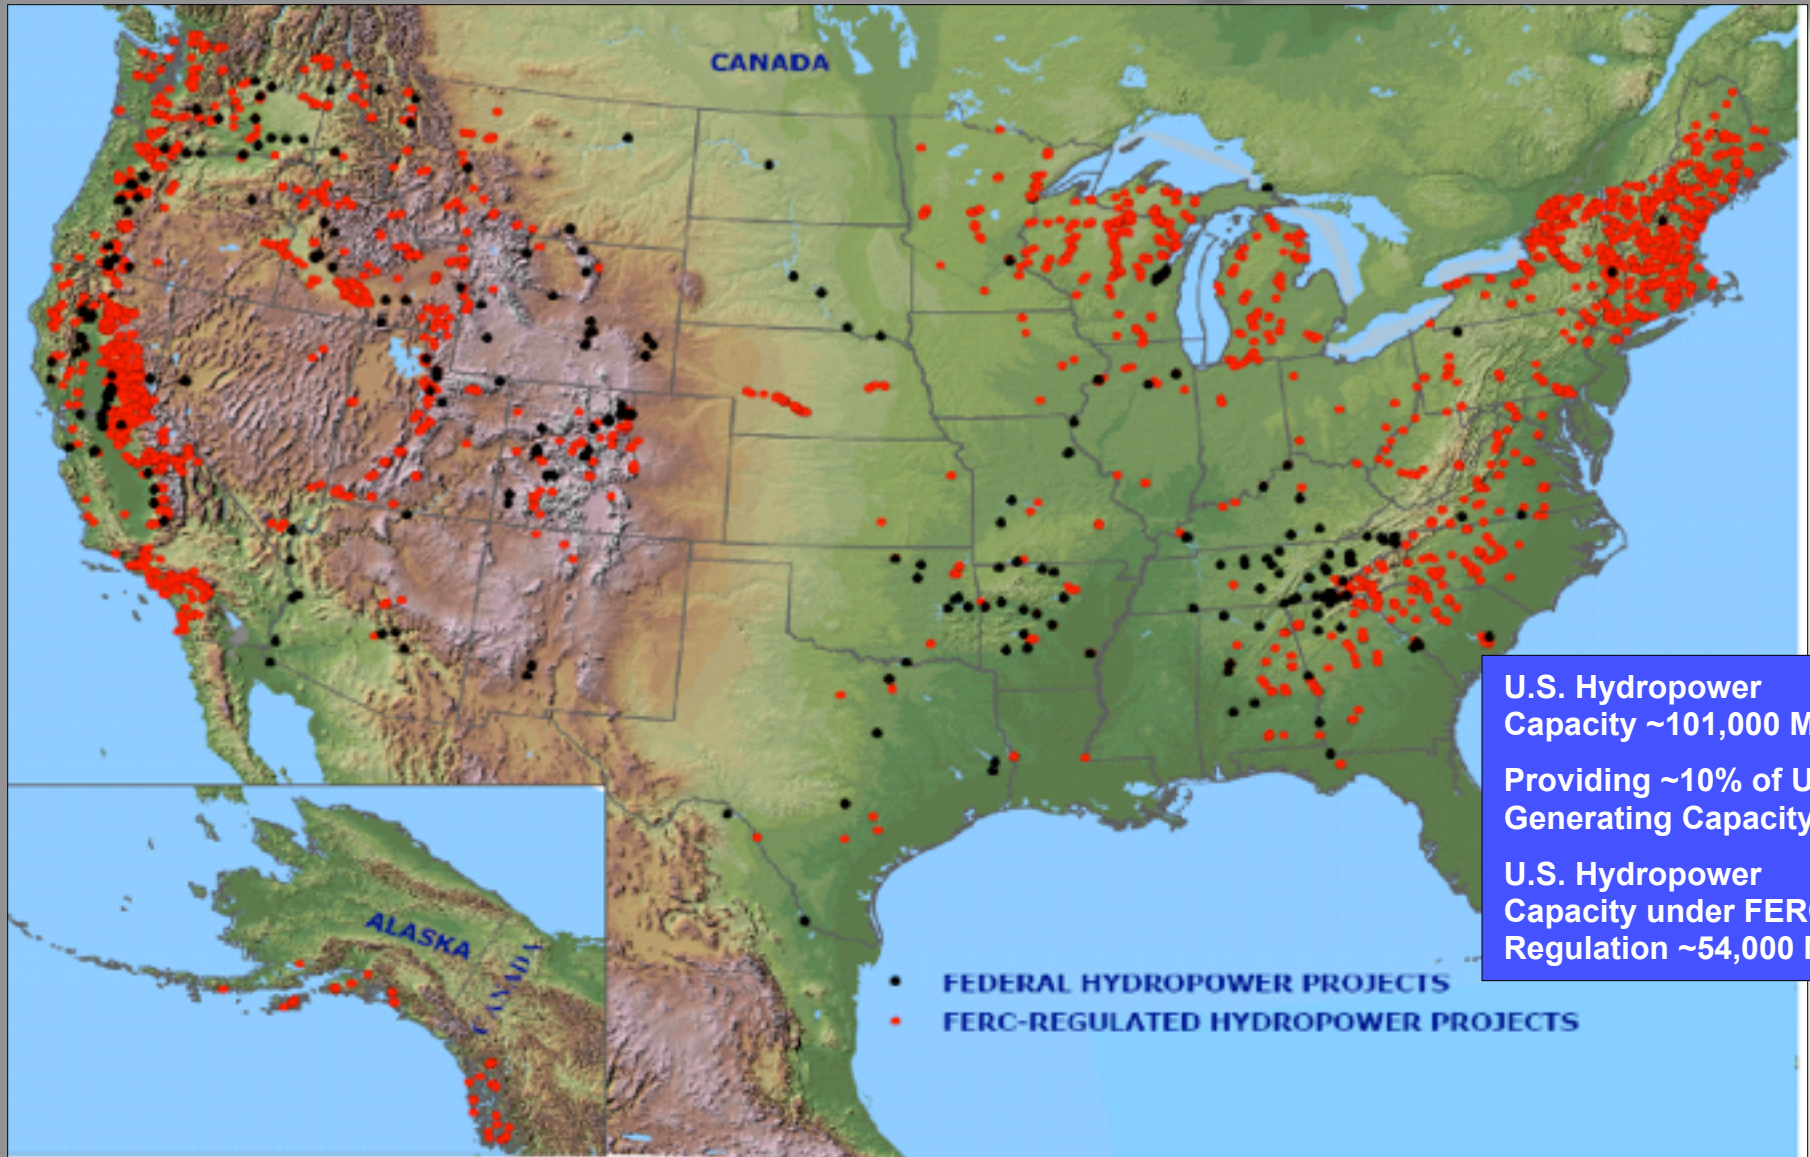 CANADA
U.S. Hydropower
Capacity ~101,000 M
Providing ~10% of U
Generating Capacity
U.S. Hydropower
Capacity under FERC
Regulation ~54,000 M
ALASKA
CANADA
FEDERAL HYDROPOWER PROJECTS
FERC-REGULATED HYDROPOWER PROJECTS